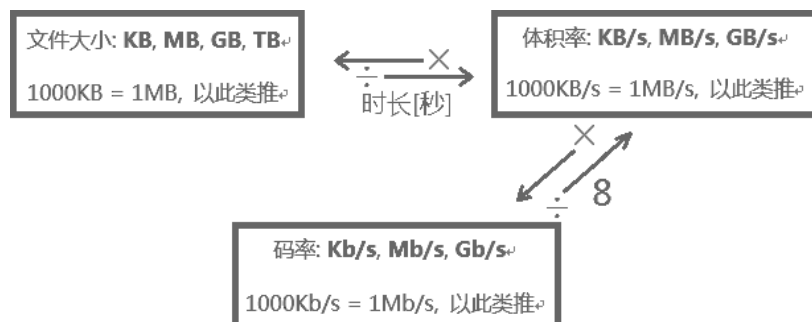 文件大小: KB, MB, GB, TB↵
1000KB = 1MB, 以此类推↵
÷ ×
时长[秒]
体积率: KB/s, MB/s, GB/s↵
1000KB/s = 1MB/s, 以此类推↵
×
÷ 8
码率: Kb/s, Mb/s, Gb/s↵
1000Kb/s = 1Mb/s, 以此类推↵